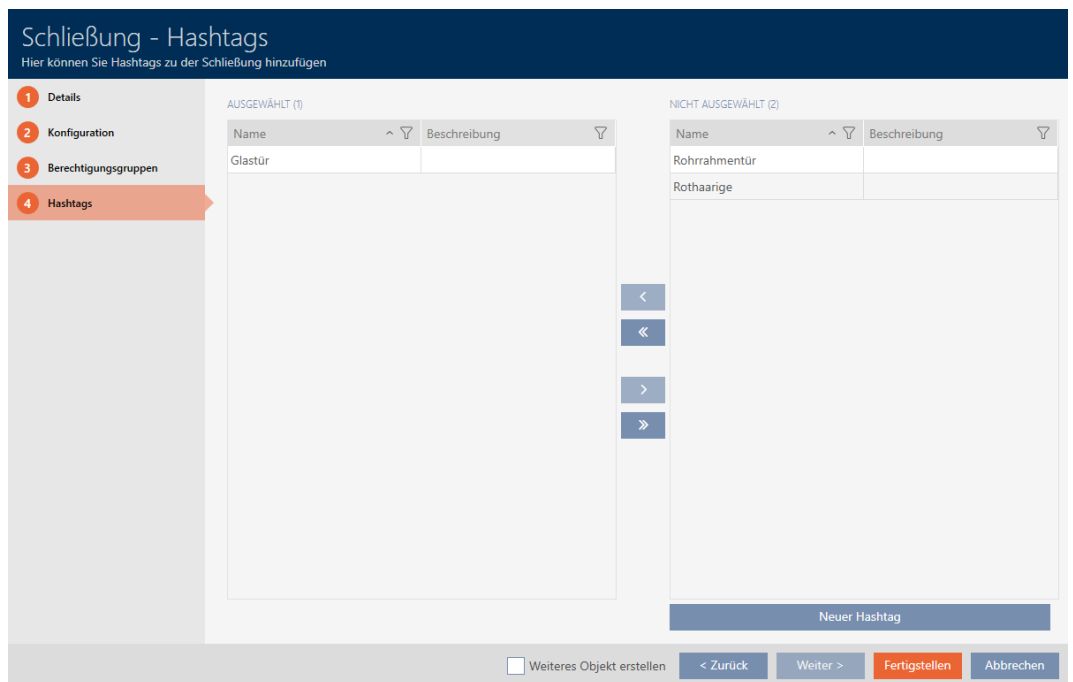 Schließung - Hashtags
Hier können Sie Hashtags zu der Schließung hinzufügen
1 Details
2 Konfiguration
3 Berechtigungsgruppen
4 Hashtags
AUSGEWÄHLT (1)
Name Beschreibung
Glastür
NICHT AUSGEWÄHLT (2)
Name Beschreibung
Rohrrahmentür
Rothaarige
Neuer Hashtag
Weiteres Objekt erstellen
< Zurück
Weiter >
Fertigstellen
Abbrechen